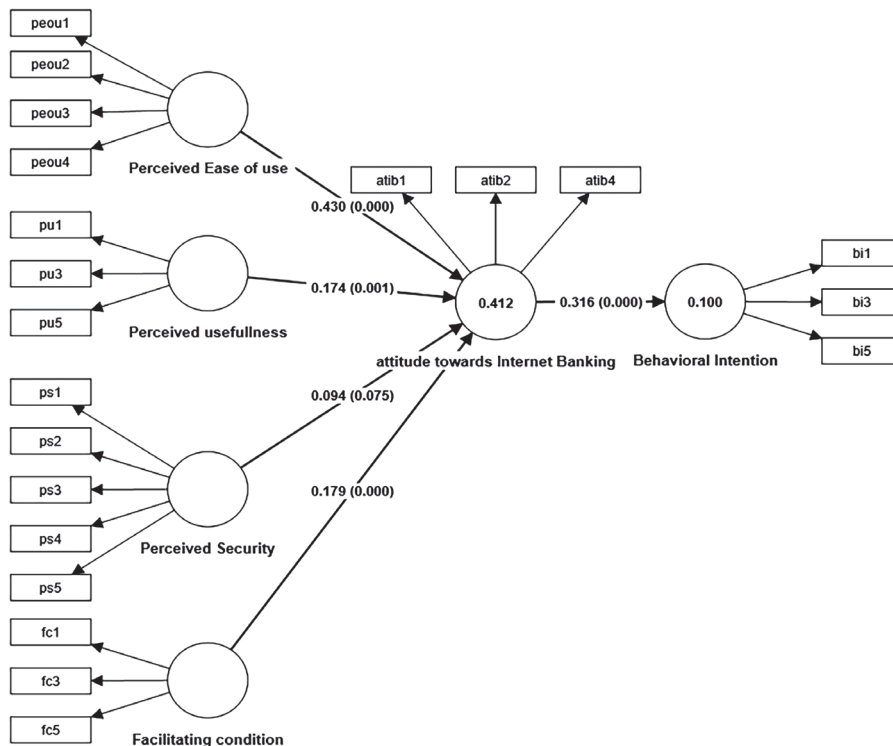 peou1
peou2
peou3
peou4
Perceived Ease of use
0.430 (0.000)
atib1
atib2
atib4
pu1
pu3
pu5
Perceived usefullness
0.174 (0.001)
0.412
0.316 (0.000)
0.100
attitude towards Internet Banking
Behavioral Intention
bi1
bi3
bi5
0.094 (0.075)
ps1
ps2
ps3
ps4
ps5
Perceived Security
0.179 (0.000)
fc1
fc3
fc5
Facilitating condition